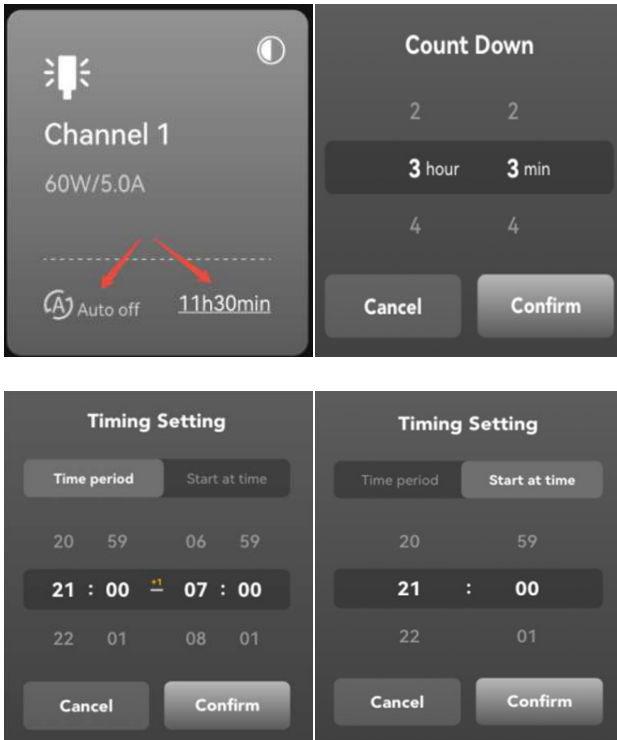 Channel 1
60W/5.0A
A Auto off 11h30min
Count Down
2 2
3 hour 3 min
4 4
Cancel Confirm
Timing Setting
Time period Start at time
20 59 06 59
21 : 00 +1 — 07 : 00
22 01 08 01
Cancel Confirm
Timing Setting
Time period Start at time
20 59
21 : 00
22 01
Cancel Confirm